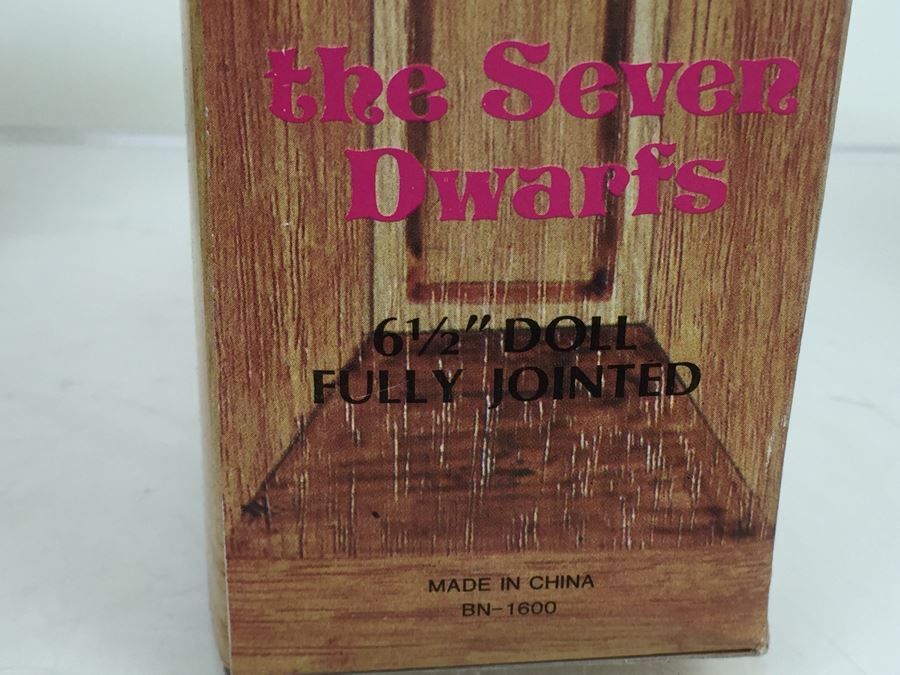 the Seven
Dwarfs
6½" DOLL
FULLY JOINTED
MADE IN CHINA
BN-1600